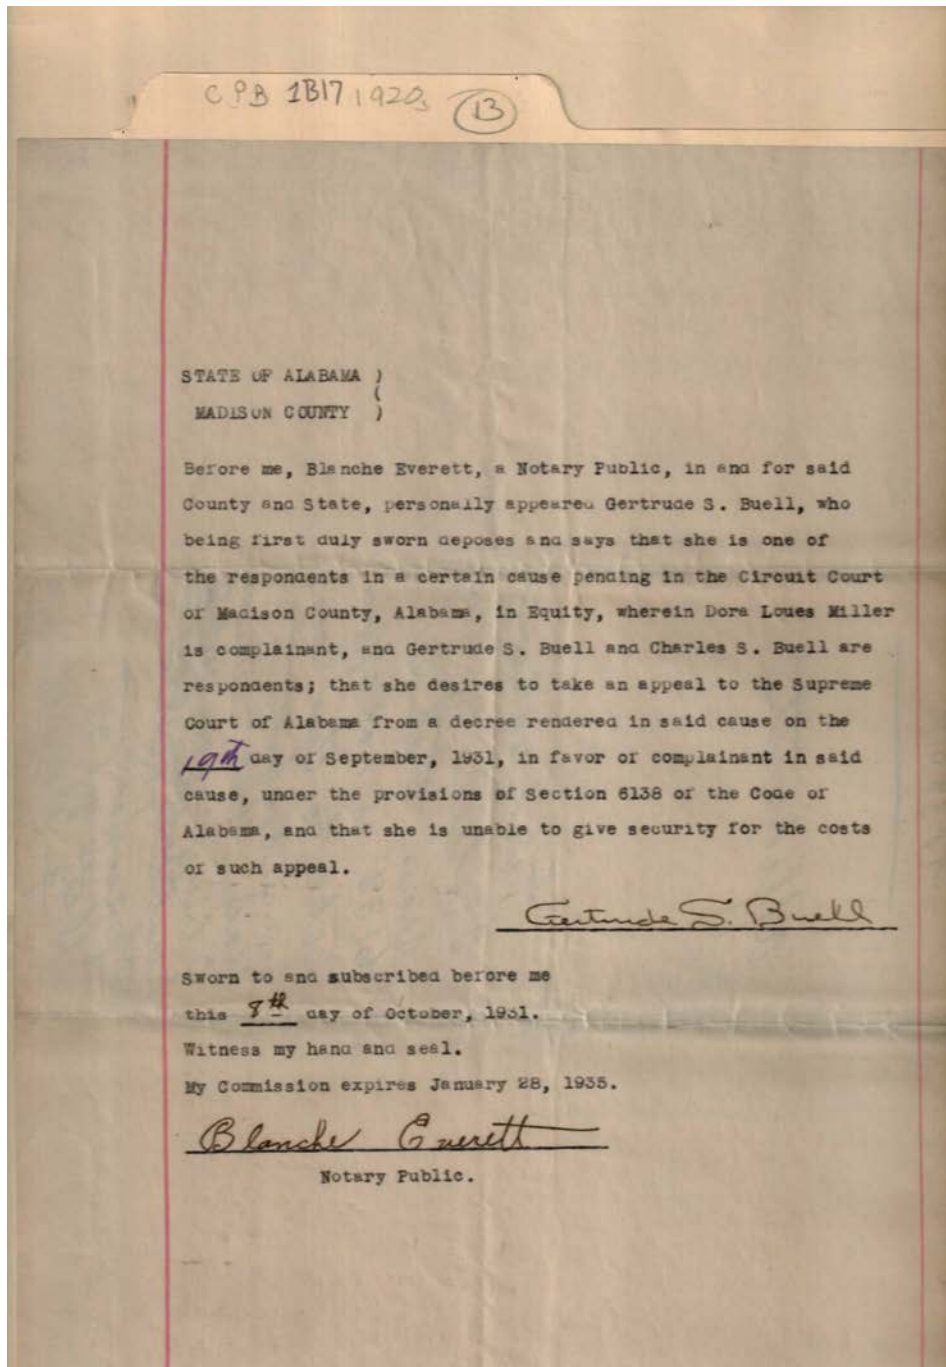 CPB 1B17 1920s 13
STATE OF ALABAMA )
(
MADISON COUNTY )
Before me, Blanche Everett, a Notary Public, in and for said
County and State, personally appeared Gertrude S. Buell, who
being first duly sworn deposes and says that she is one of
the respondents in a certain cause pending in the Circuit Court
of Madison County, Alabama, in Equity, wherein Dora Loues Miller
is complainant, and Gertrude S. Buell and Charles S. Buell are
respondents; that she desires to take an appeal to the Supreme
Court of Alabama from a decree rendered in said cause on the
19th day of September, 1931, in favor of complainant in said
cause, under the provisions of Section 6138 of the Code of
Alabama, and that she is unable to give security for the costs
of such appeal.
Gertrude S. Buell
Sworn to and subscribed before me
this 8th day of October, 1931.
Witness my hand and seal.
My Commission expires January 28, 1935.
Blanche Everett
Notary Public.